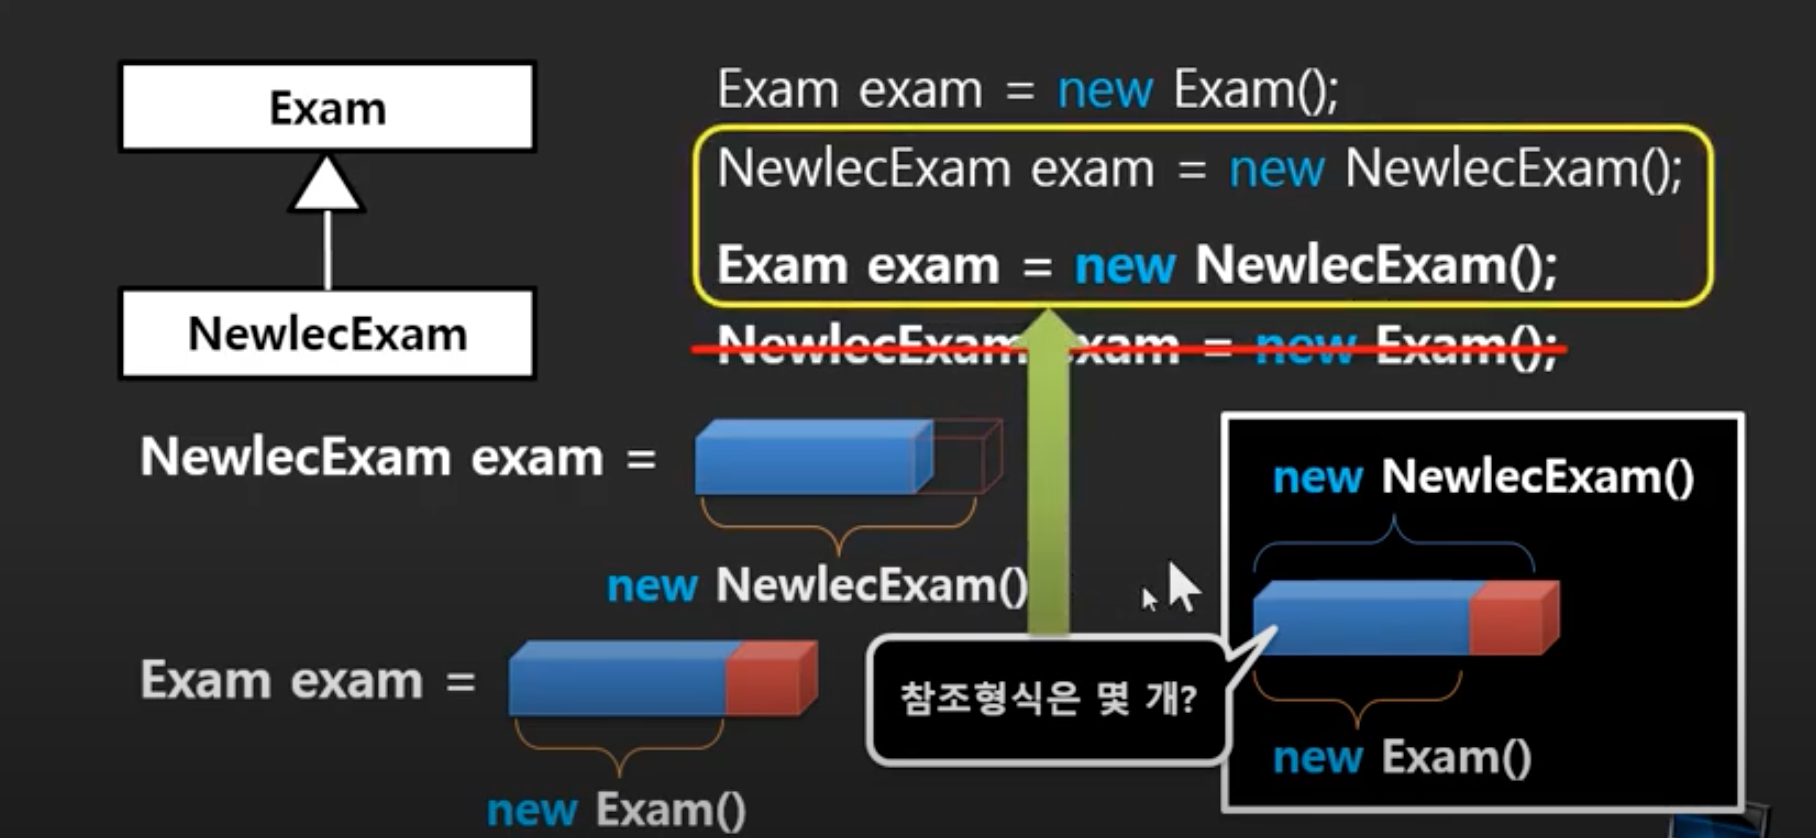 Exam
NewlecExam
Exam exam = new Exam();
NewlecExam exam = new NewlecExam();
Exam exam = new NewlecExam();
NewlecExam exam = new Exam();
NewlecExam exam =
new NewlecExam()
Exam exam =
new Exam()
참조형식은 몇 개?
new NewlecExam()
new Exam()